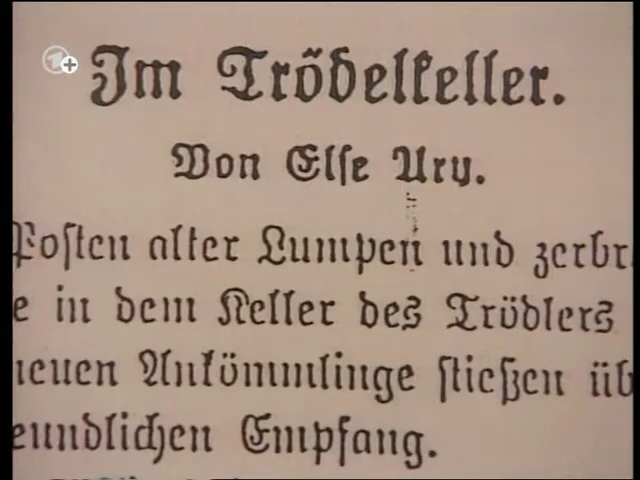 Im Trödelkeller.
Von Else Ury.
Posten alter Lumpen und zerbr
e in dem Keller des Trödlers
neuen Ankömmlinge stießen üb
eundlichen Empfang.